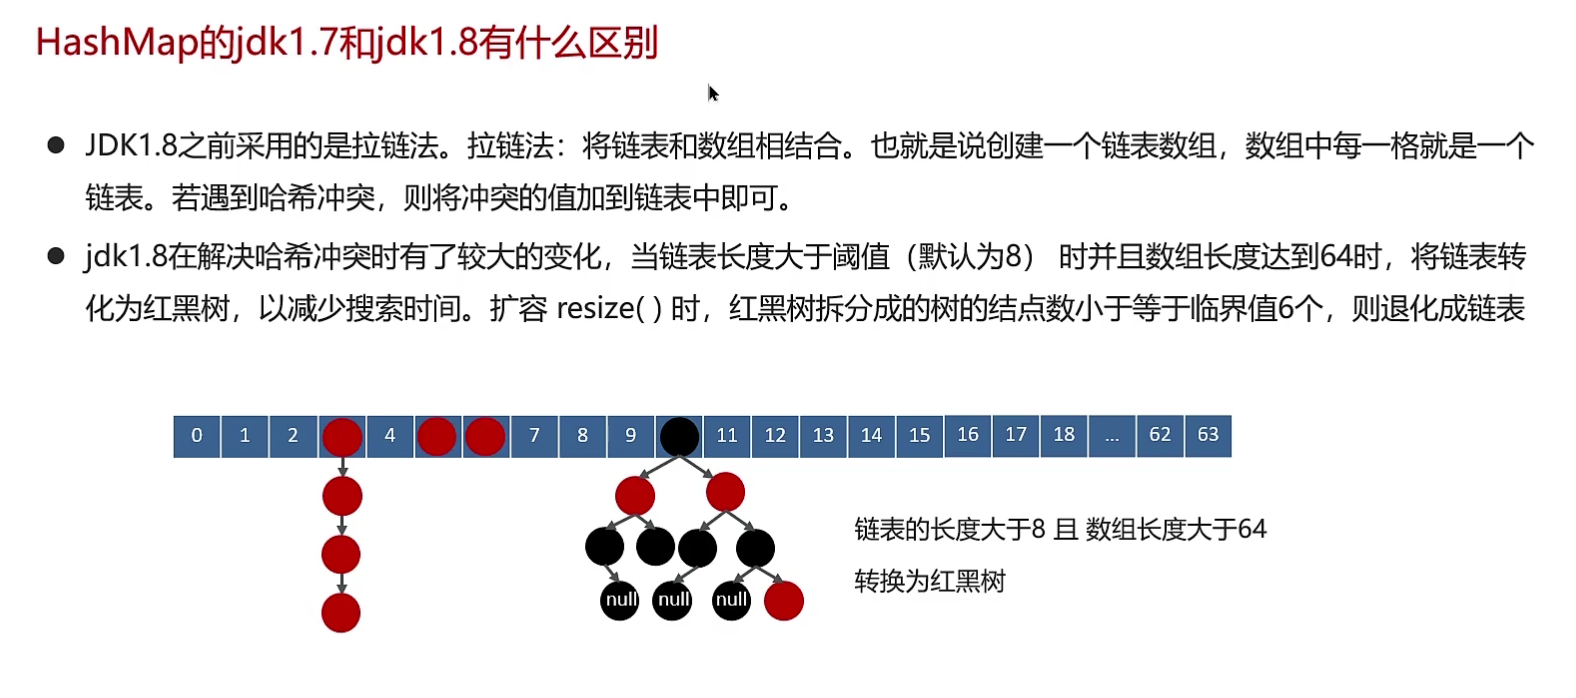 HashMap的jdk1.7和jdk1.8有什么区别
● JDK1.8之前采用的是拉链法。拉链法：将链表和数组相结合。也就是说创建一个链表数组，数组中每一格就是一个
链表。若遇到哈希冲突，则将冲突的值加到链表中即可。
● jdk1.8在解决哈希冲突时有了较大的变化，当链表长度大于阈值（默认为8） 时并且数组长度达到64时，将链表转
化为红黑树，以减少搜索时间。扩容 resize( ) 时，红黑树拆分成的树的结点数小于等于临界值6个，则退化成链表
0 1 2 4 7 8 9 11 12 13 14 15 16 17 18 ... 62 63
链表的长度大于8 且 数组长度大于64
转换为红黑树
null null null